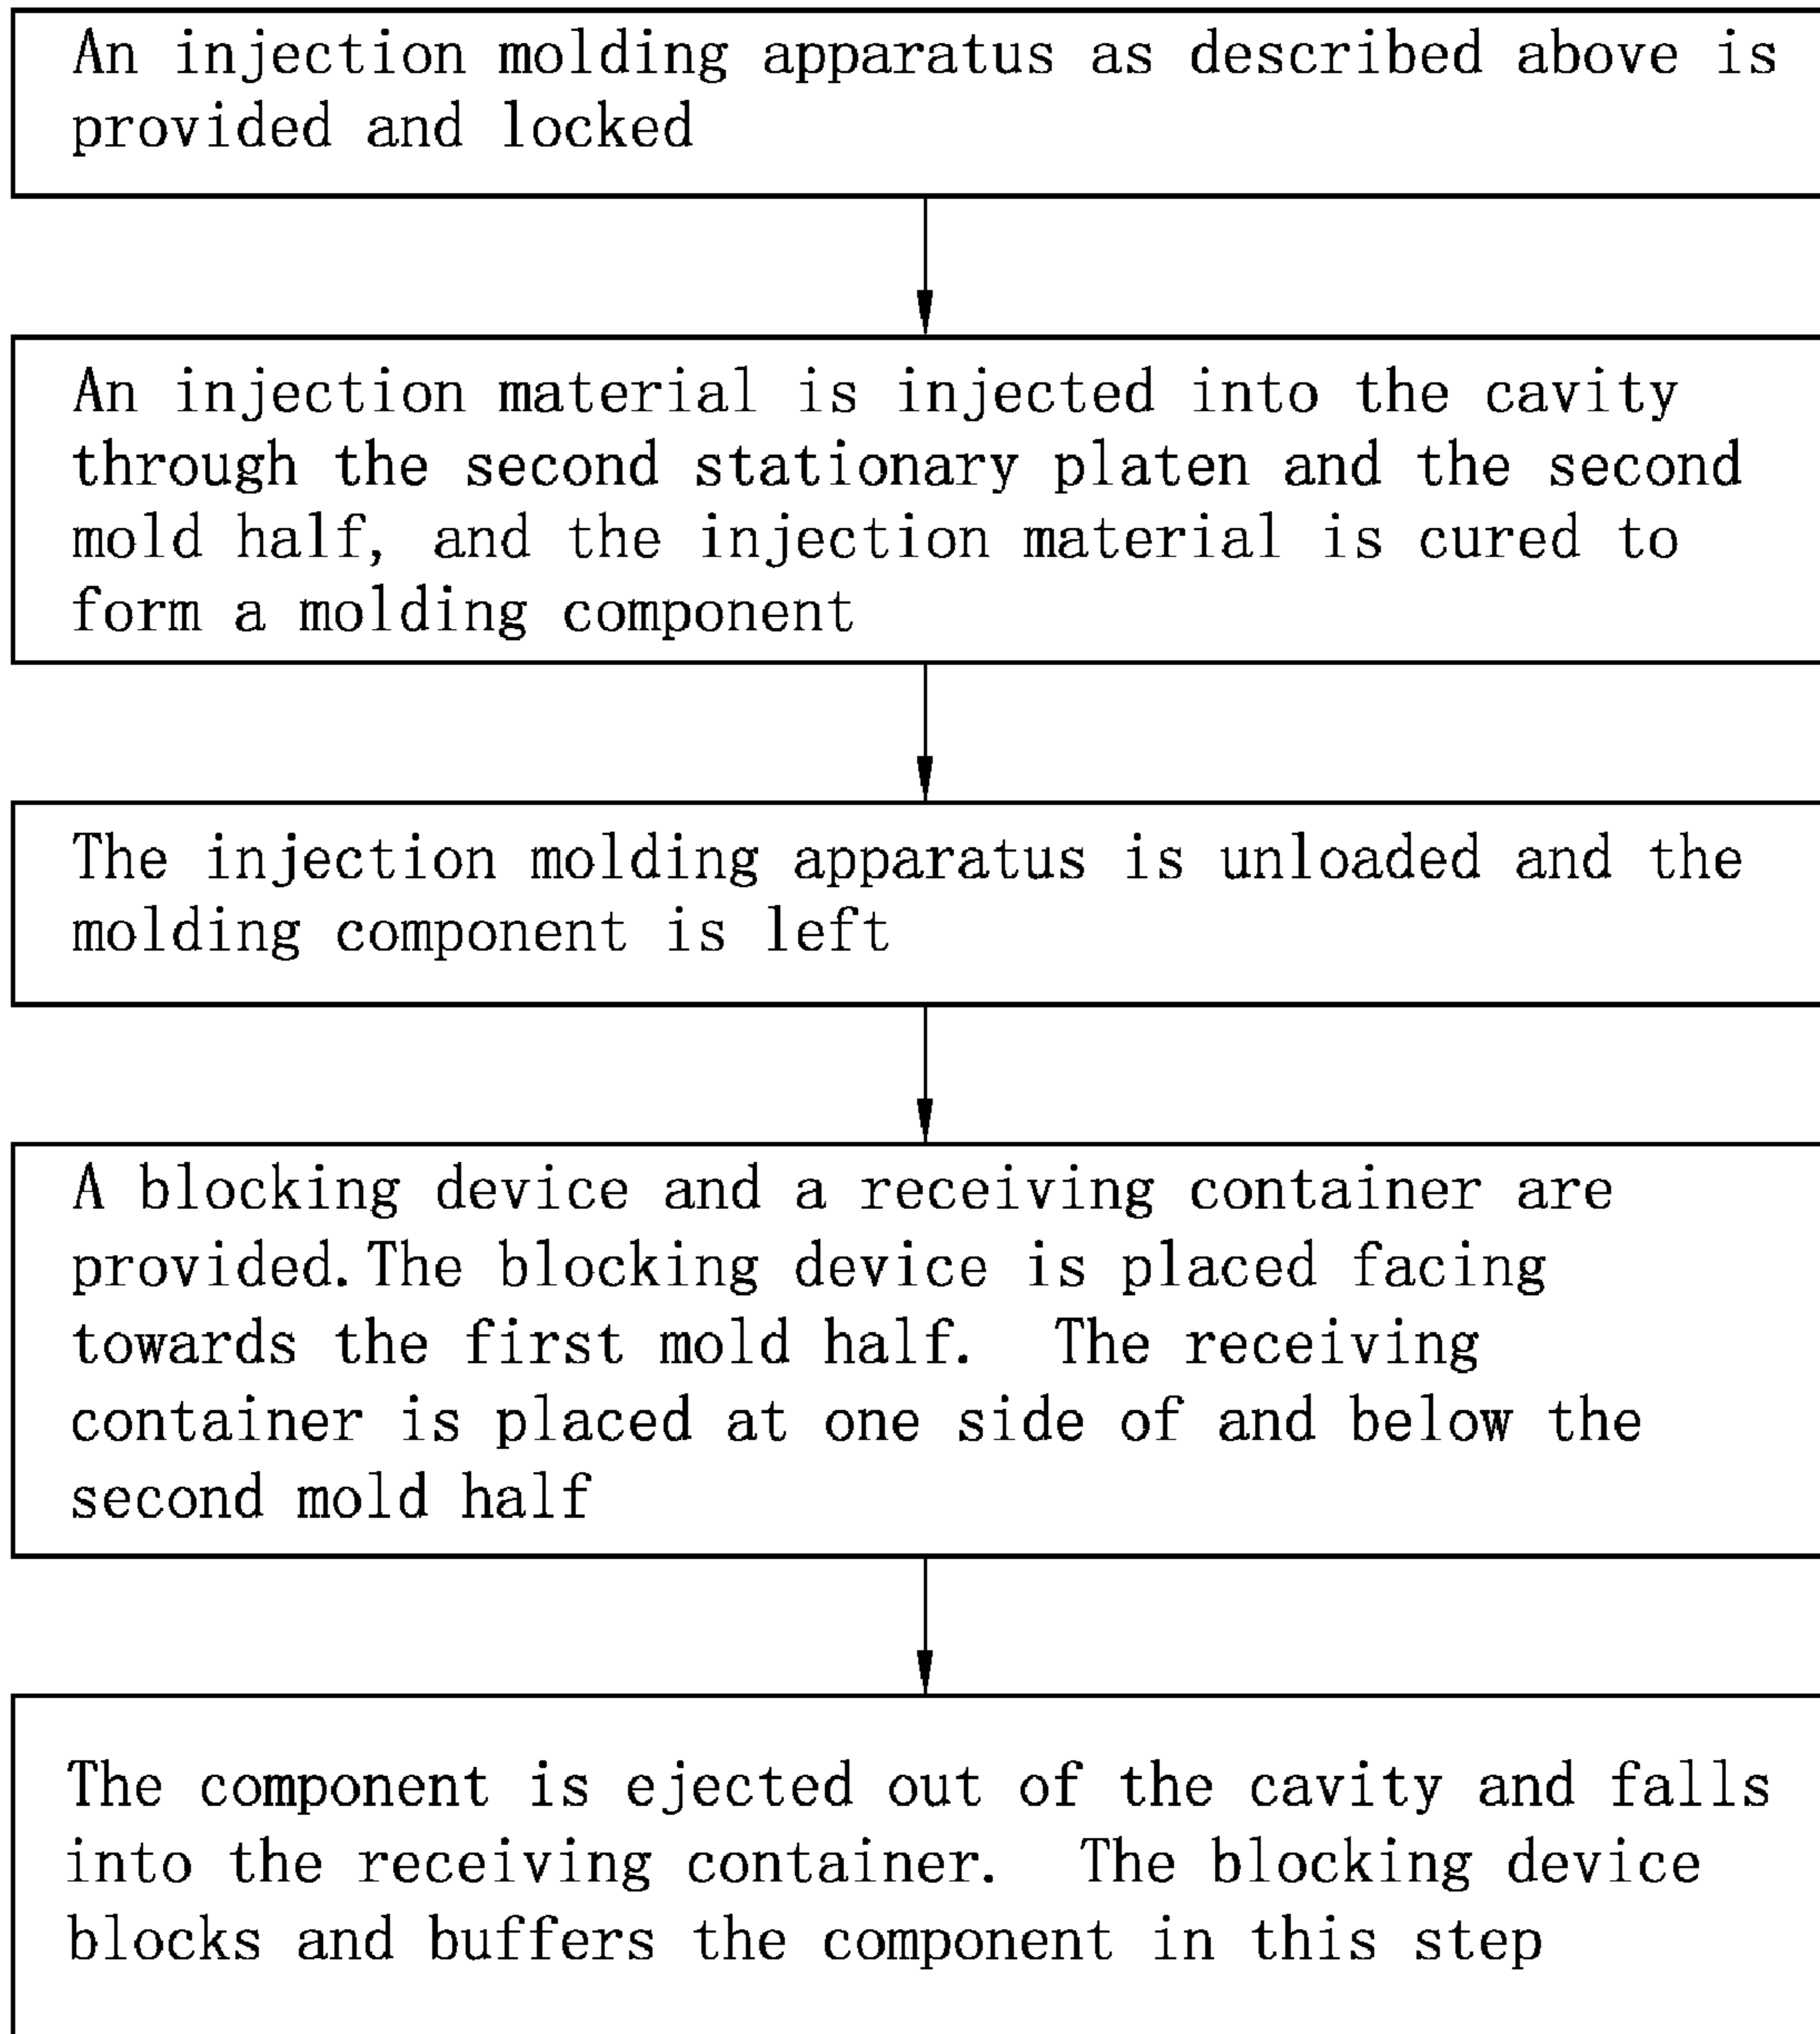 An injection molding apparatus as described above is
provided and locked
An injection material is injected into the cavity
through the second stationary platen and the second
mold half, and the injection material is cured to
form a molding component
The injection molding apparatus is unloaded and the
molding component is left
A blocking device and a receiving container are
provided. The blocking device is placed facing
towards the first mold half. The receiving
container is placed at one side of and below the
second mold half
The component is ejected out of the cavity and falls
into the receiving container. The blocking device
blocks and buffers the component in this step